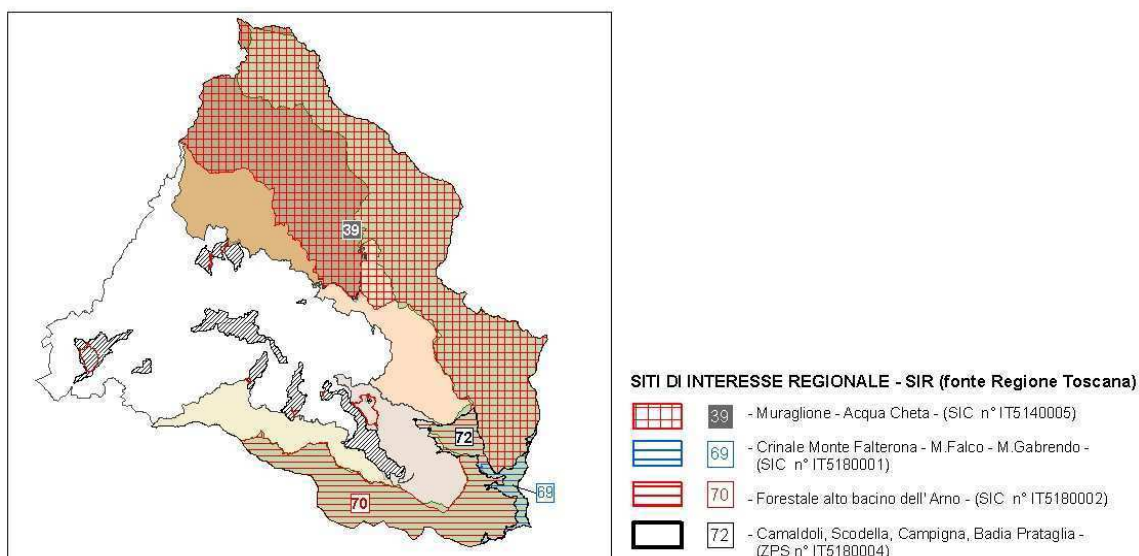 39
72
69
70
SITI DI INTERESSE REGIONALE - SIR (fonte Regione Toscana)
39 - Muraglione - Acqua Cheta - (SIC n° IT5140005)
69 - Crinale Monte Falterona - M.Falco - M.Gabrendo -
(SIC n° IT5180001)
70 - Forestale alto bacino dell'Arno - (SIC n° IT5180002)
72 - Camaldoli, Scodella, Campigna, Badia Prataglia -
(ZPS n° IT5180004)